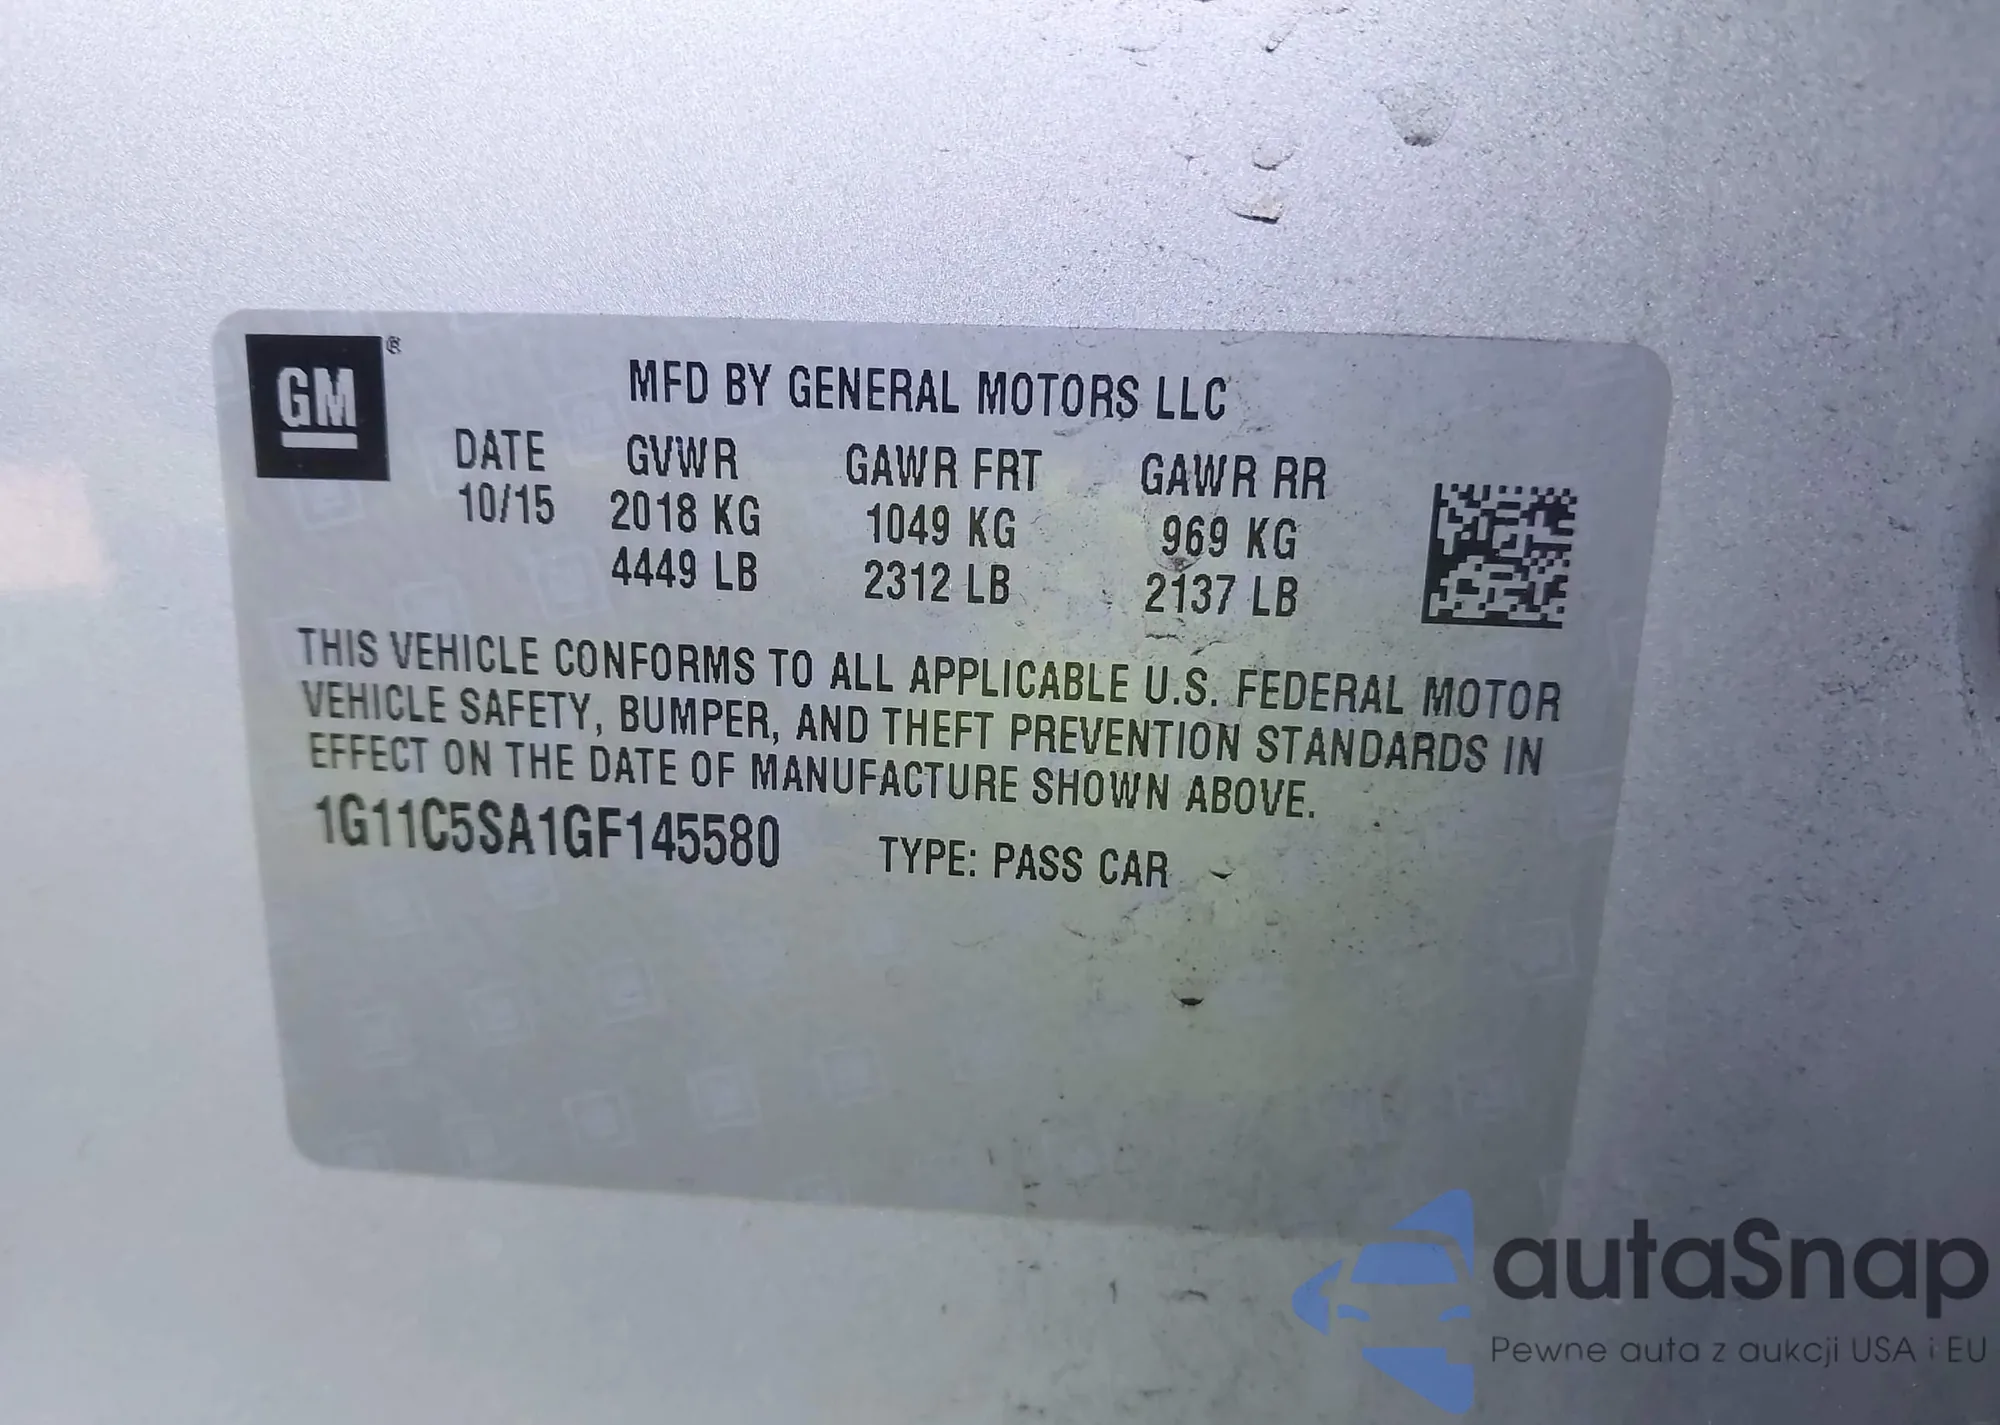 GM®
MFD BY GENERAL MOTORS LLC
DATE GVWR GAWR FRT GAWR RR
10/15 2018 KG 1049 KG 969 KG
4449 LB 2312 LB 2137 LB
THIS VEHICLE CONFORMS TO ALL APPLICABLE U.S. FEDERAL MOTOR
VEHICLE SAFETY, BUMPER, AND THEFT PREVENTION STANDARDS IN
EFFECT ON THE DATE OF MANUFACTURE SHOWN ABOVE.
1G11C5SA1GF145580 TYPE: PASS CAR
autaSnap
Pewne auta z aukcji USA i EU